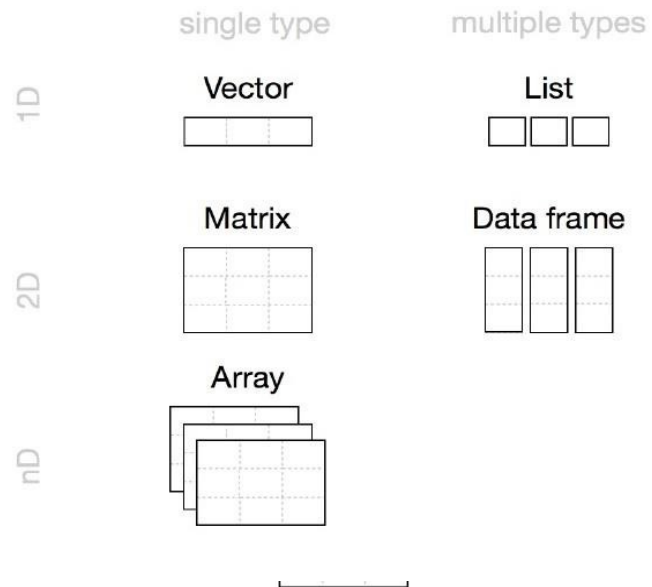 single type multiple types
1D
Vector List
2D
Matrix Data frame
nD
Array